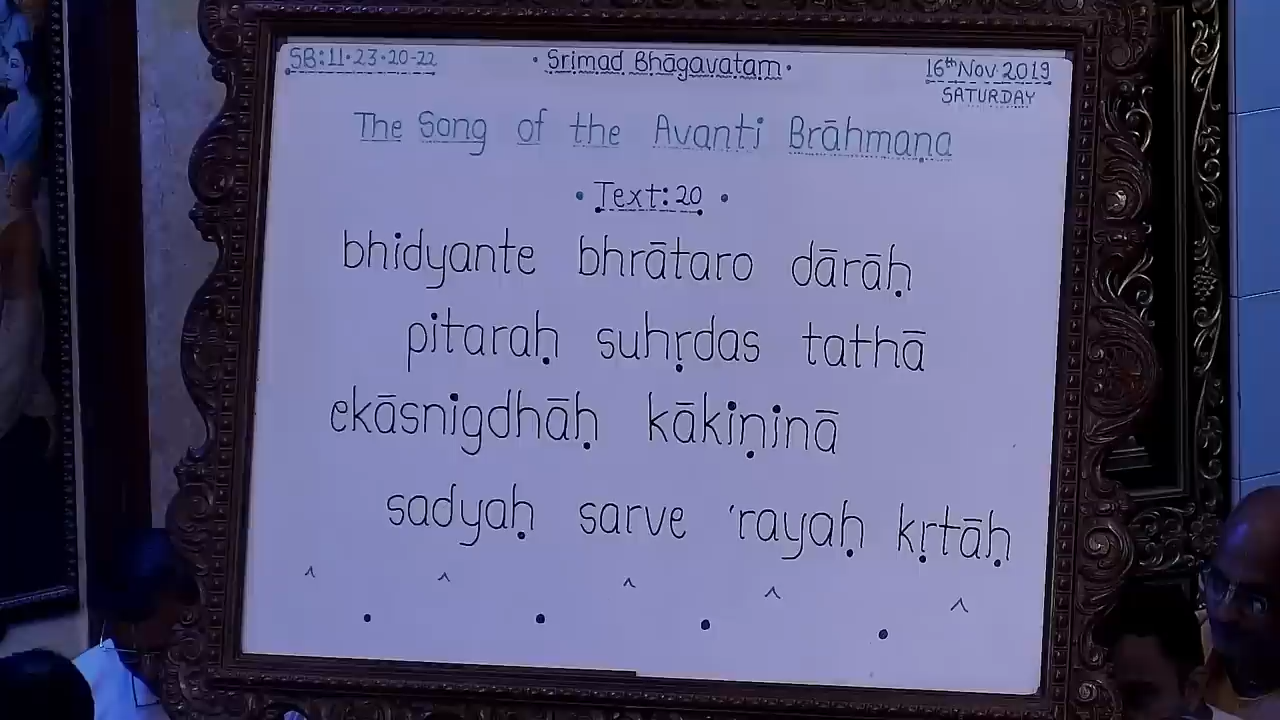 SB:11·23·20-22
· Srimad Bhāgavatam ·
16th Nov 2019
SATURDAY
The Song of the Avanti Brāhmaṇa
· Text: 20 ·
bhidyante bhrātaro dārāḥ
pitaraḥ suhṛdas tathā
ekāsnigdhāḥ kākiṇinā
sadyaḥ sarve 'rayaḥ kṛtāḥ